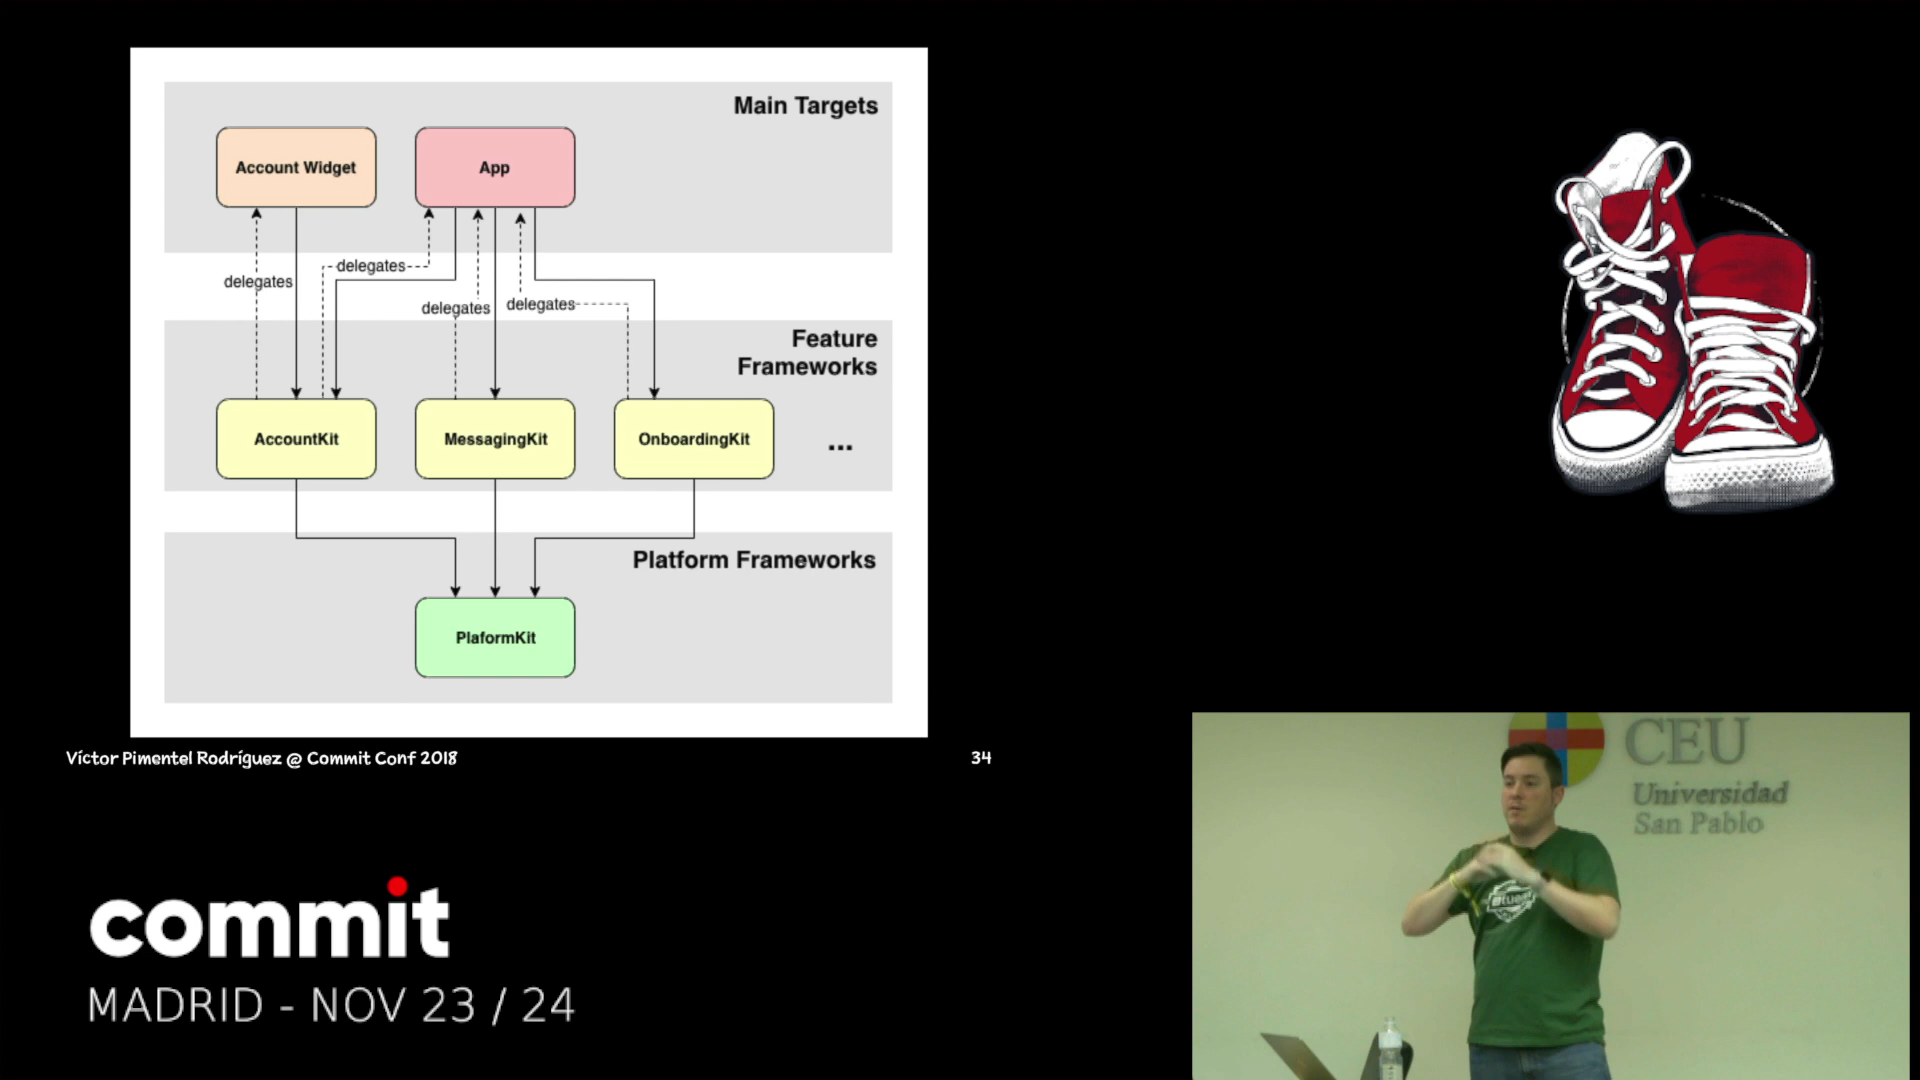 Main Targets
Account Widget
App
delegates
delegates
delegates
delegates
Feature
Frameworks
AccountKit
MessagingKit
OnboardingKit
...
Platform Frameworks
PlaformKit
Víctor Pimentel Rodríguez @ Commit Conf 2018
34
commit
MADRID - NOV 23 / 24
CEU
Universidad
San Pablo